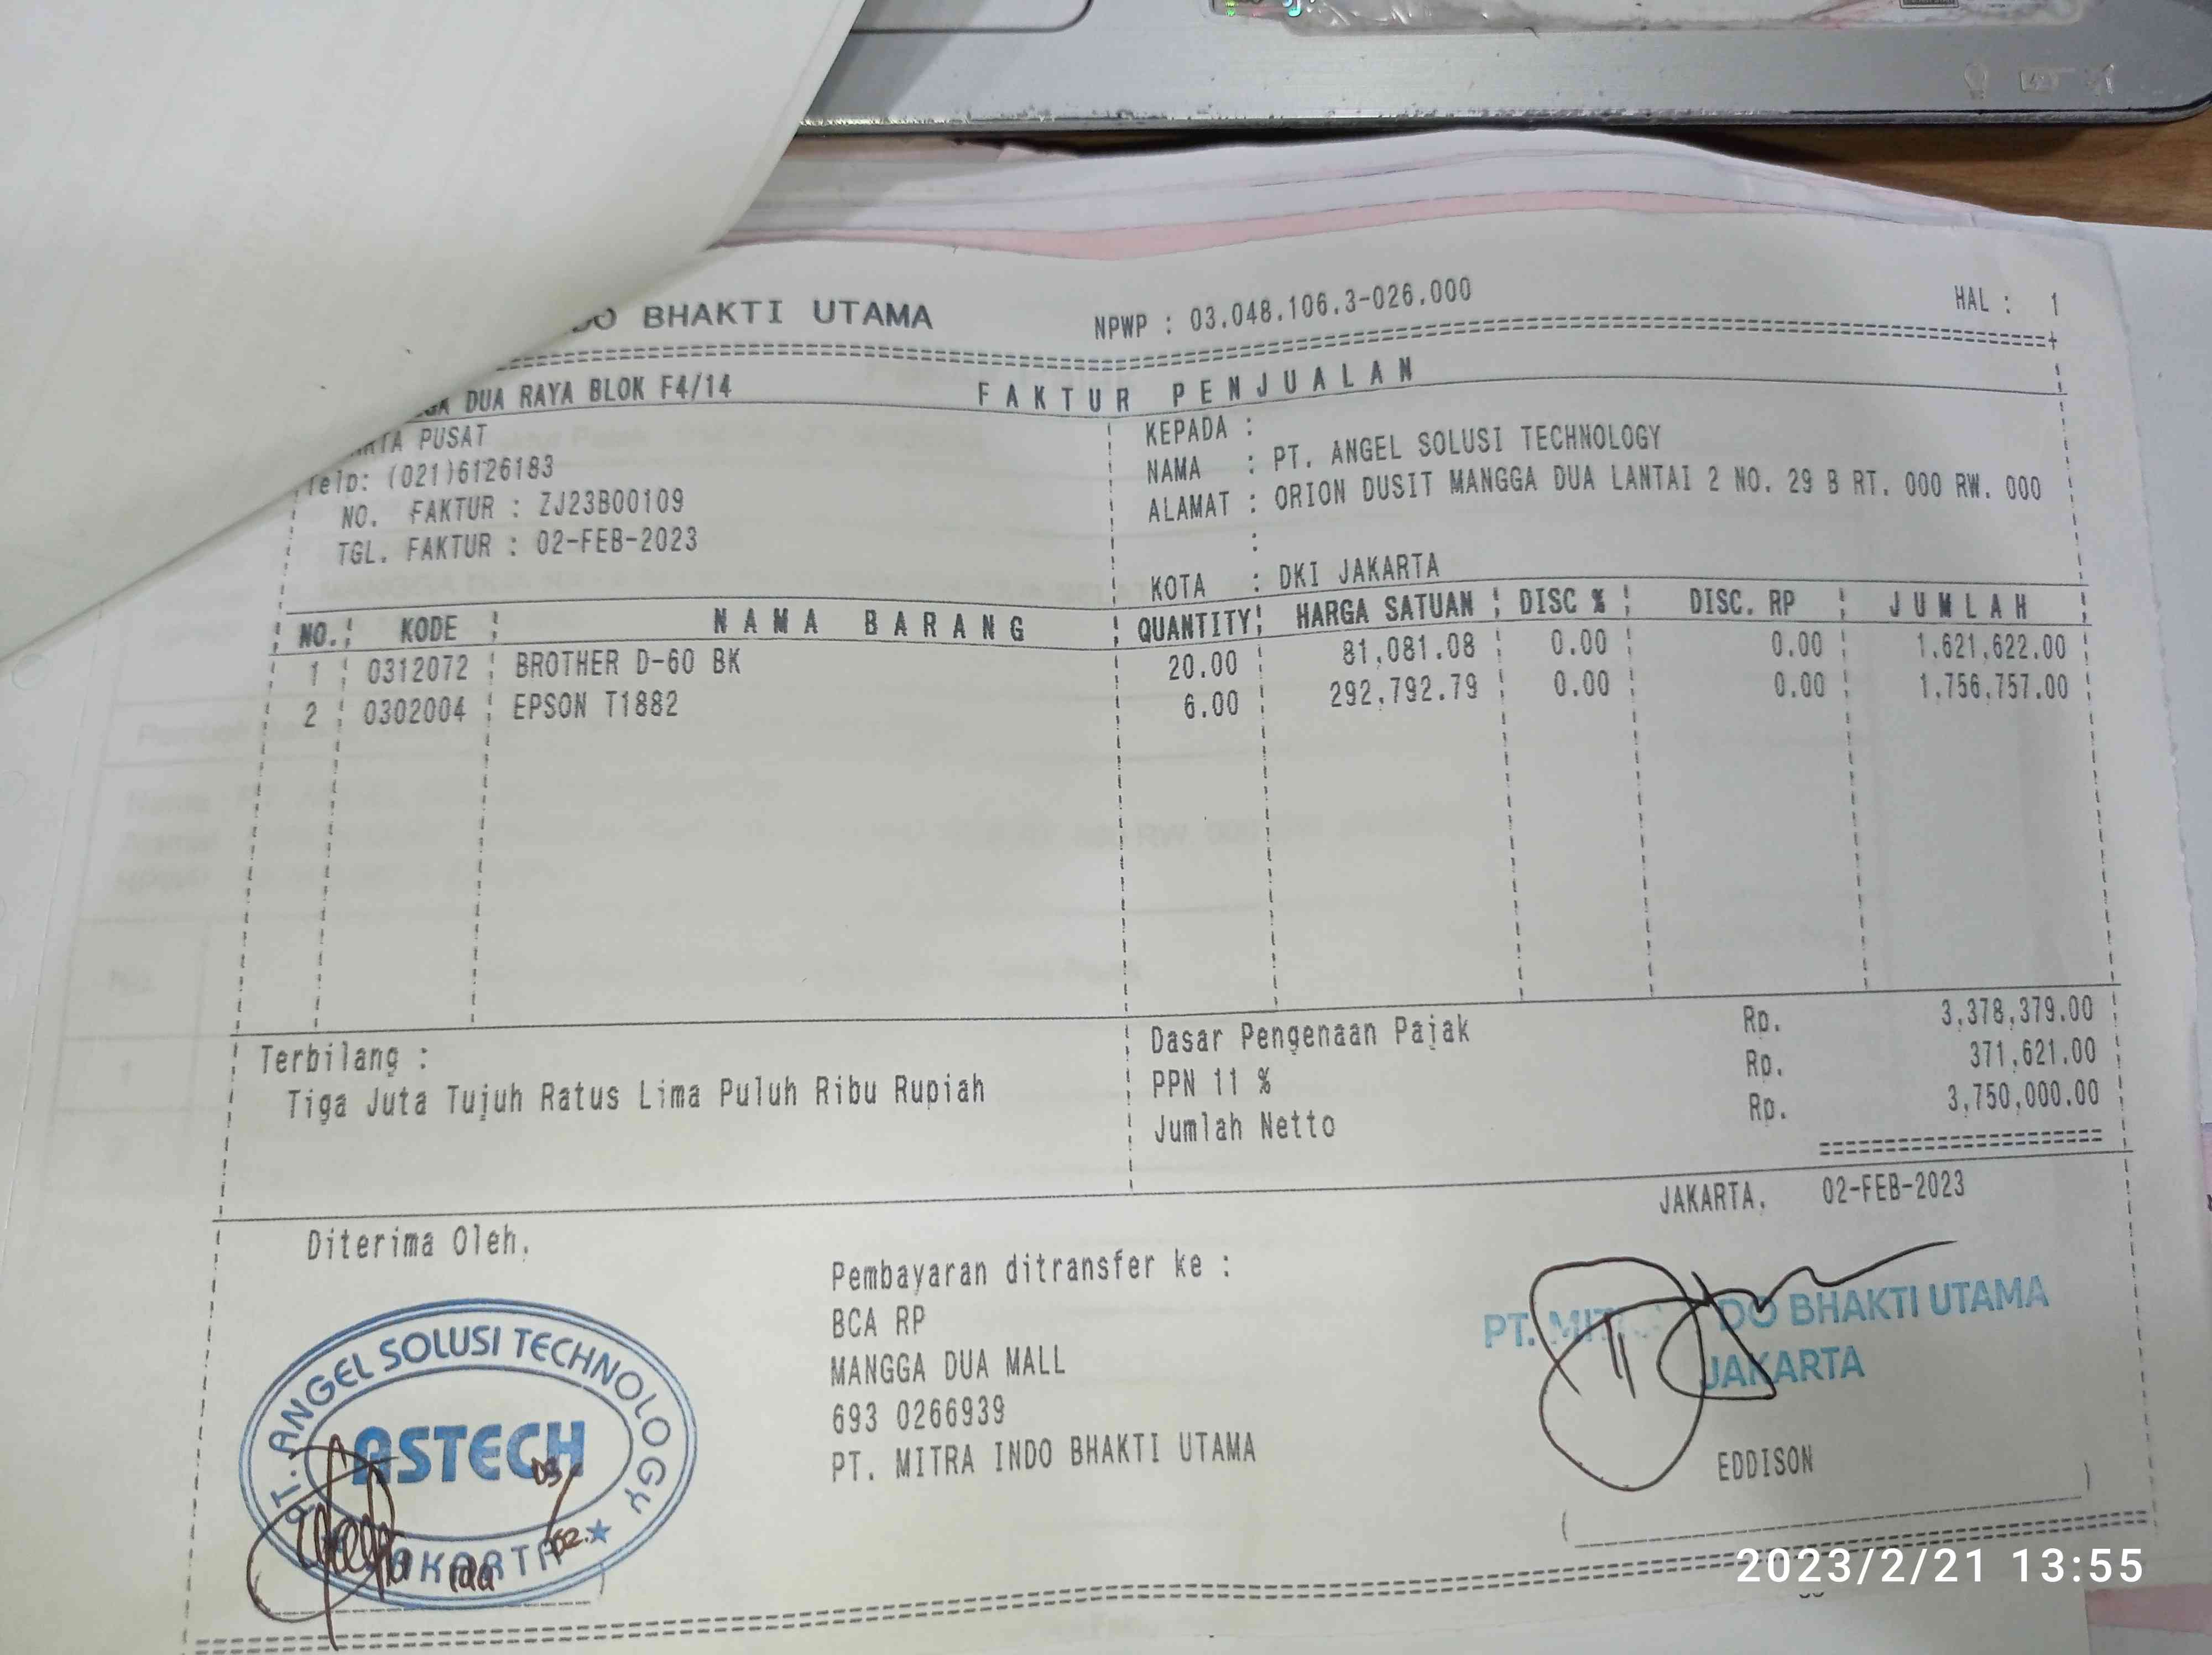 BHAKTI UTAMA NPWP : 03.048.106.3-026.000 HAL : 1
DUA RAYA BLOK F4/14 FAKTUR PENJUALAN
PUSAT
Telp: (021)6126183
NO. FAKTUR : ZJ23B00109
TGL. FAKTUR : 02-FEB-2023
KEPADA :
NAMA : PT. ANGEL SOLUSI TECHNOLOGY
ALAMAT : ORION DUSIT MANGGA DUA LANTAI 2 NO. 29 B RT. 000 RW. 000
:
KOTA : DKI JAKARTA
NO. KODE NAMA BARANG QUANTITY HARGA SATUAN DISC % DISC. RP JUMLAH
1 0312072 BROTHER D-60 BK 20.00 81,081.08 0.00 0.00 1,621,622.00
2 0302004 EPSON T1882 6.00 292,792.79 0.00 0.00 1,756,757.00
Terbilang :
Tiga Juta Tujuh Ratus Lima Puluh Ribu Rupiah
Dasar Pengenaan Pajak Rp. 3,378,379.00
PPN 11 % Rp. 371,621.00
Jumlah Netto Rp. 3,750,000.00
JAKARTA, 02-FEB-2023
Diterima Oleh,
PT. ANGEL SOLUSI TECHNOLOGY
ASTECH
JAKARTA
Pembayaran ditransfer ke :
BCA RP
MANGGA DUA MALL
693 0266939
PT. MITRA INDO BHAKTI UTAMA
PT. MITRA INDO BHAKTI UTAMA
JAKARTA
EDDISON
2023/2/21 13:55